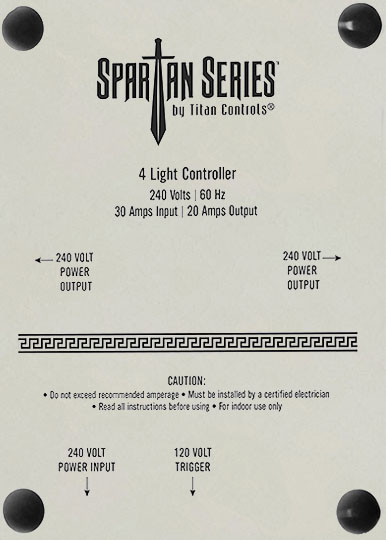 SPARTAN SERIES
by Titan Controls®
4 Light Controller
240 Volts | 60 Hz
30 Amps Input | 20 Amps Output
← 240 VOLT
POWER
OUTPUT
240 VOLT →
POWER
OUTPUT
CAUTION:
• Do not exceed recommended amperage • Must be installed by a certified electrician
• Read all instructions before using • For indoor use only
240 VOLT
POWER INPUT
↓
120 VOLT
TRIGGER
↓